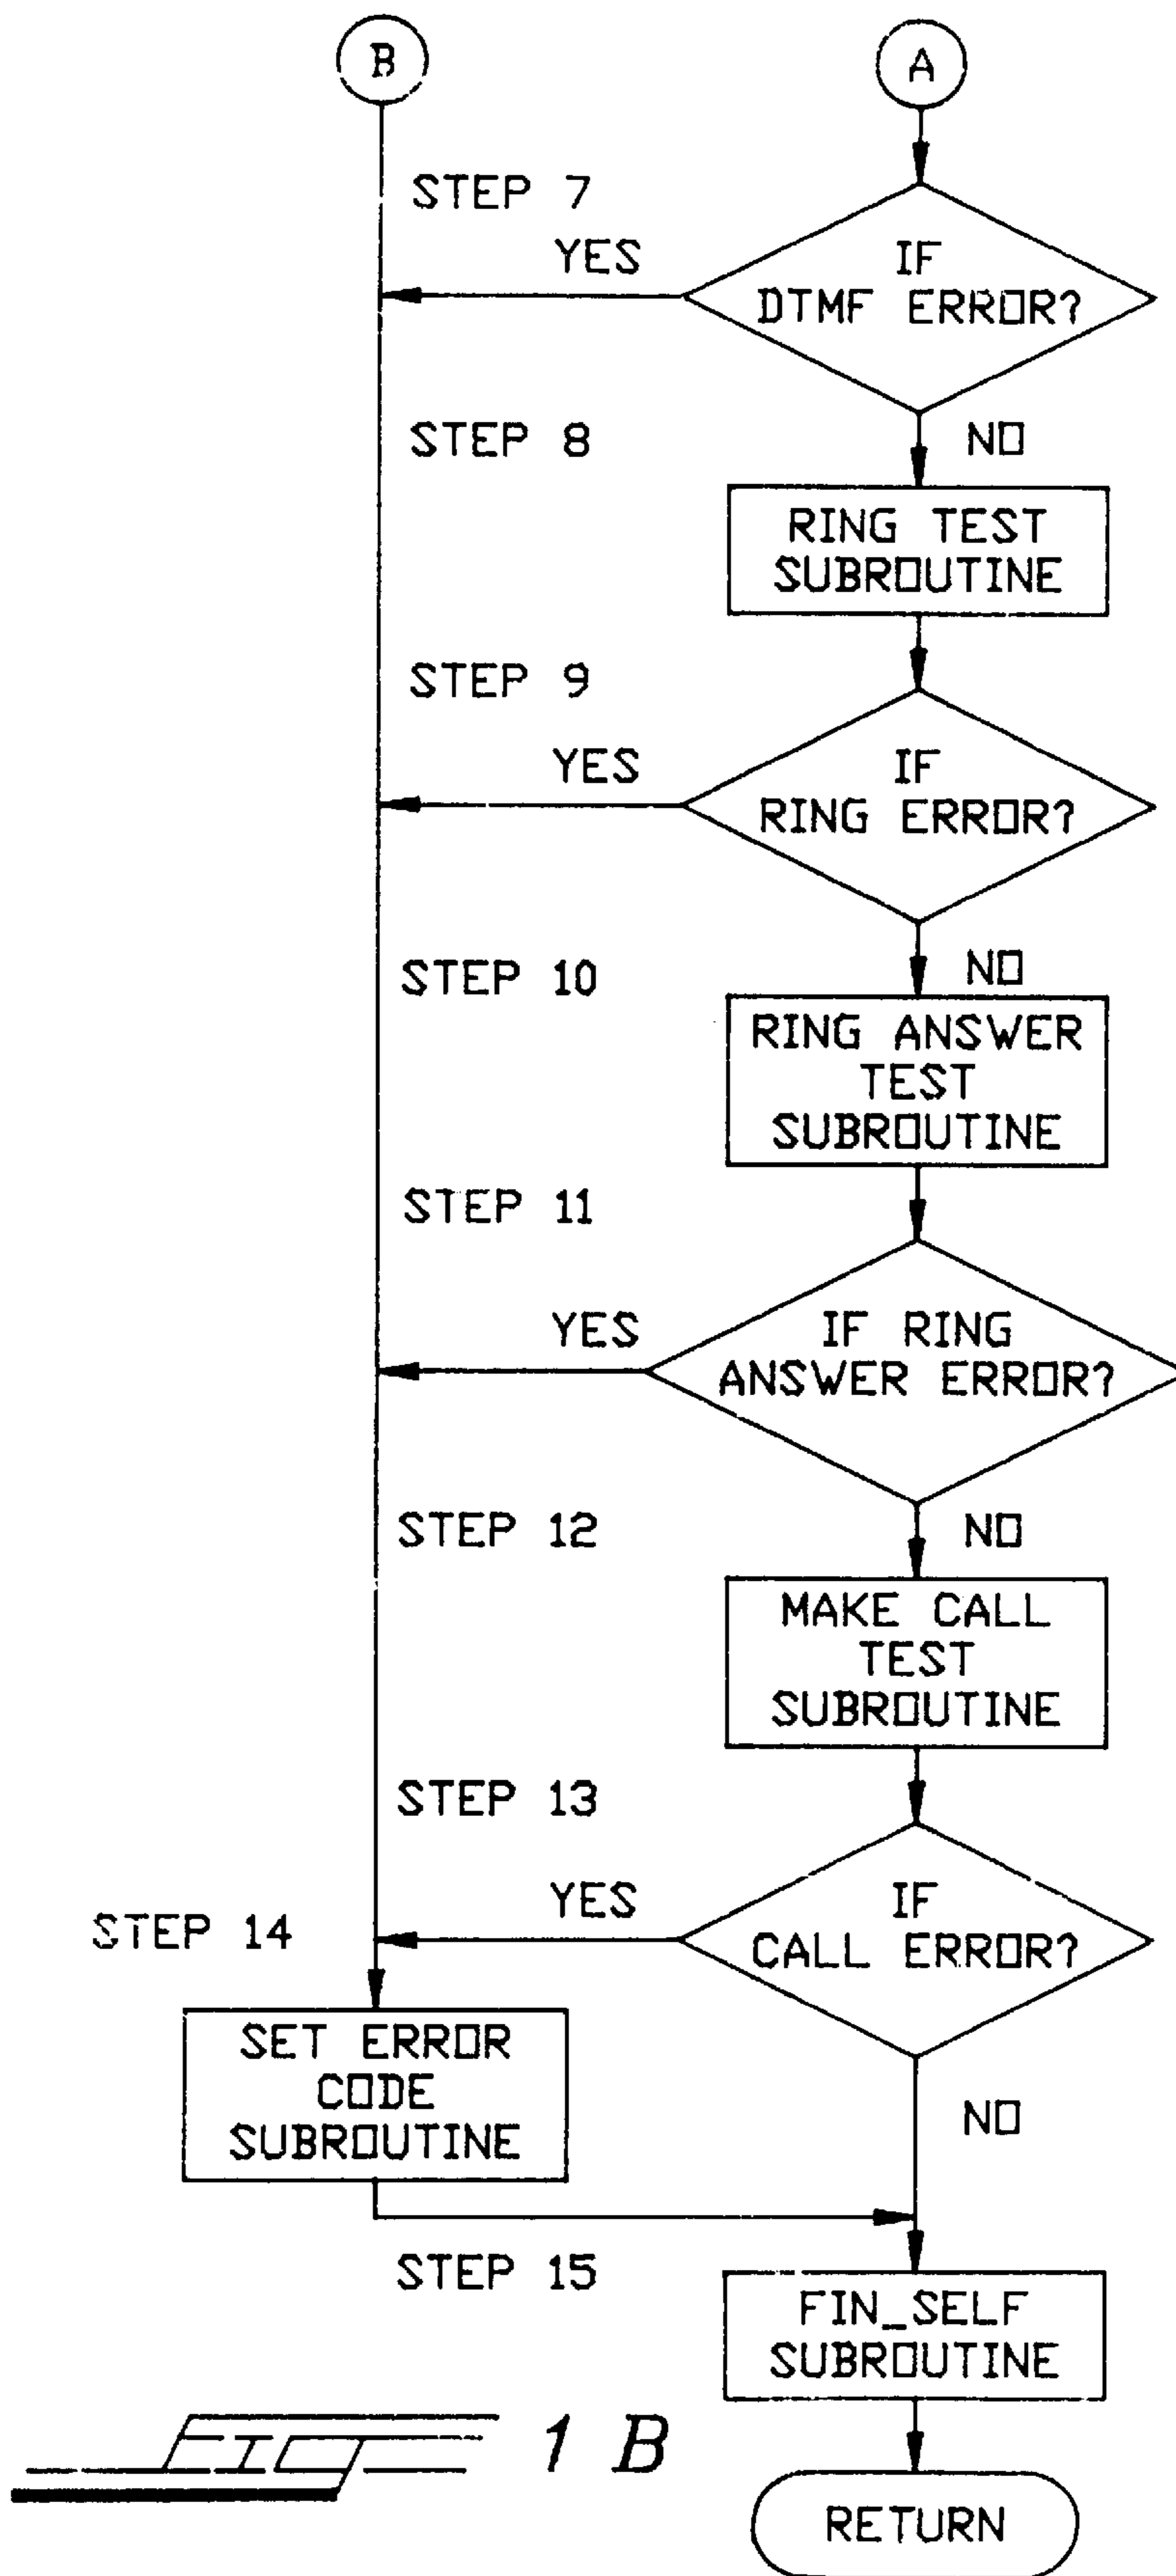 B
A
STEP 7
YES
IF
DTMF ERROR?
STEP 8
NO
RING TEST
SUBROUTINE
STEP 9
YES
IF
RING ERROR?
STEP 10
NO
RING ANSWER
TEST
SUBROUTINE
STEP 11
YES
IF RING
ANSWER ERROR?
STEP 12
NO
MAKE CALL
TEST
SUBROUTINE
STEP 13
YES
IF
CALL ERROR?
STEP 14
SET ERROR
CODE
SUBROUTINE
NO
STEP 15
FIN_SELF
SUBROUTINE
FIG 1 B
RETURN